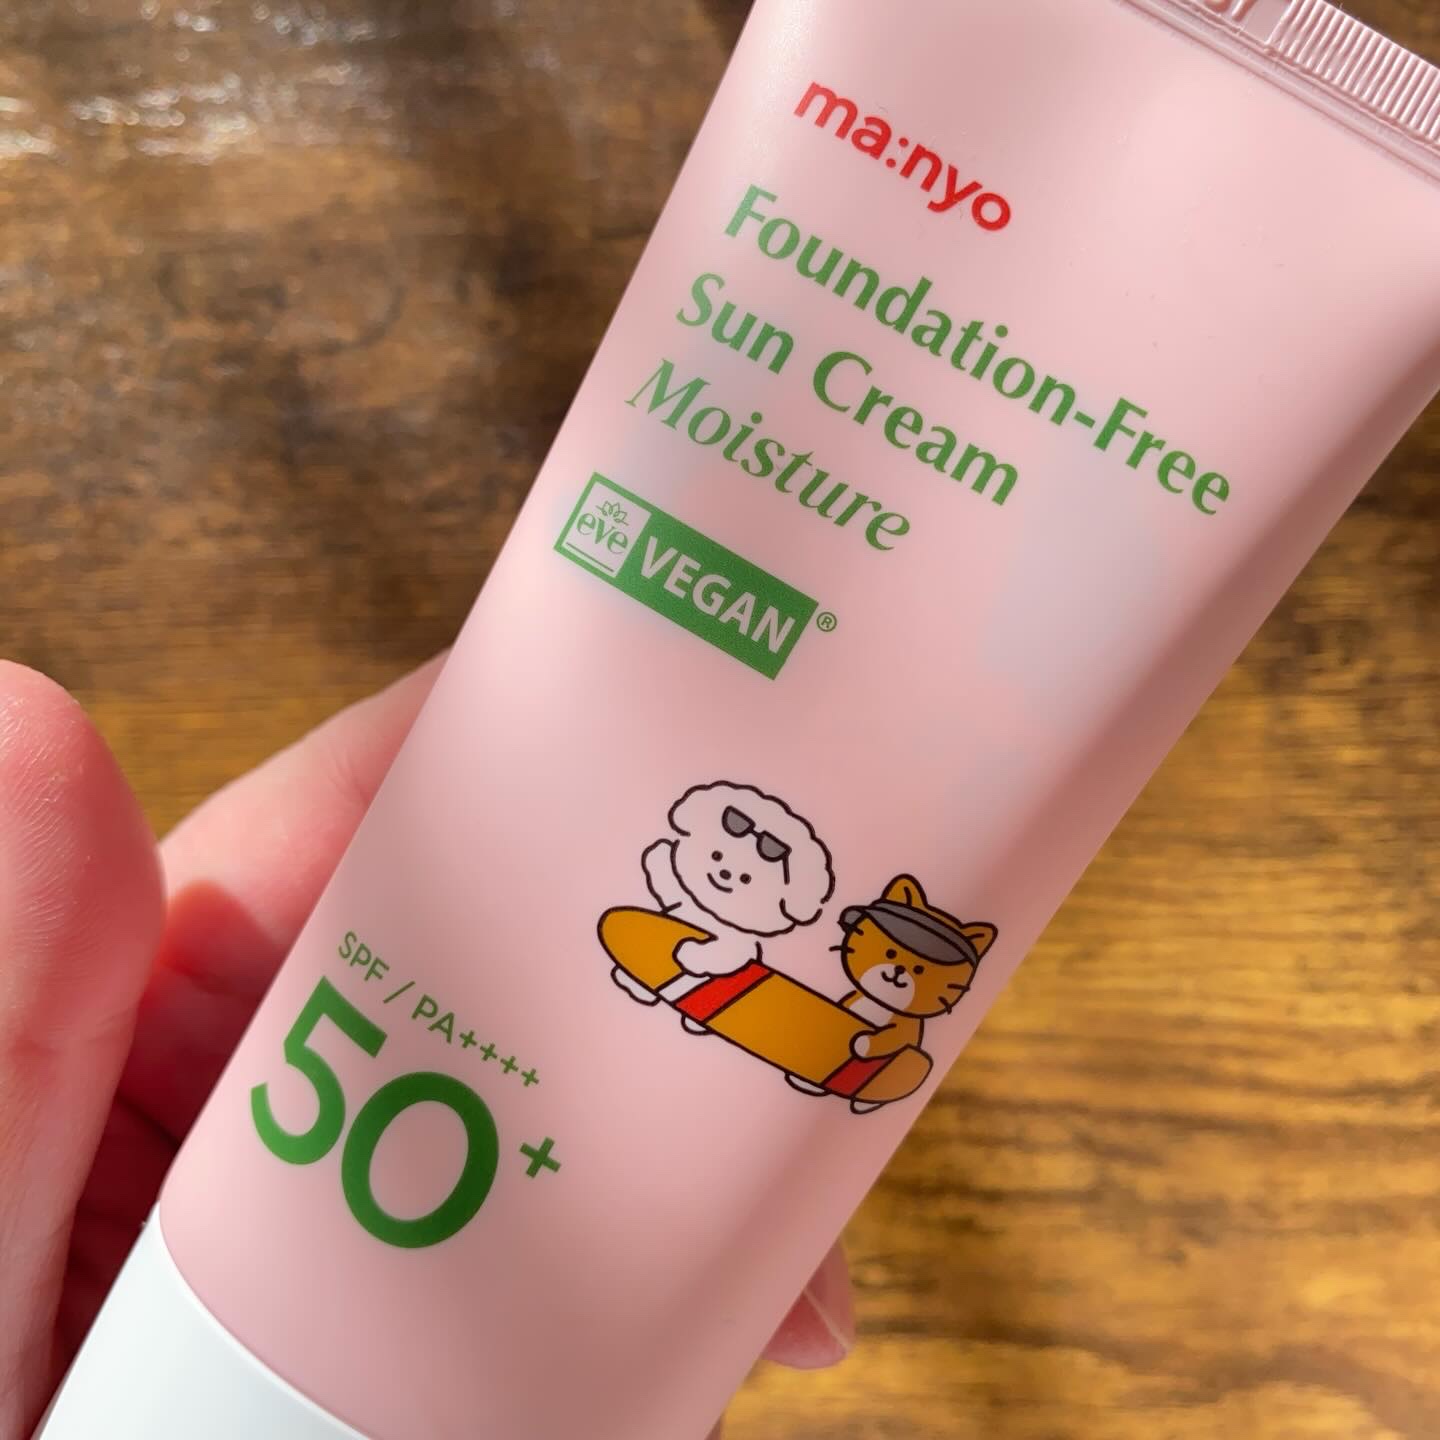 ma:nyo
Foundation-Free
Sun Cream
Moisture
eve VEGAN®
SPF / PA++++
50+